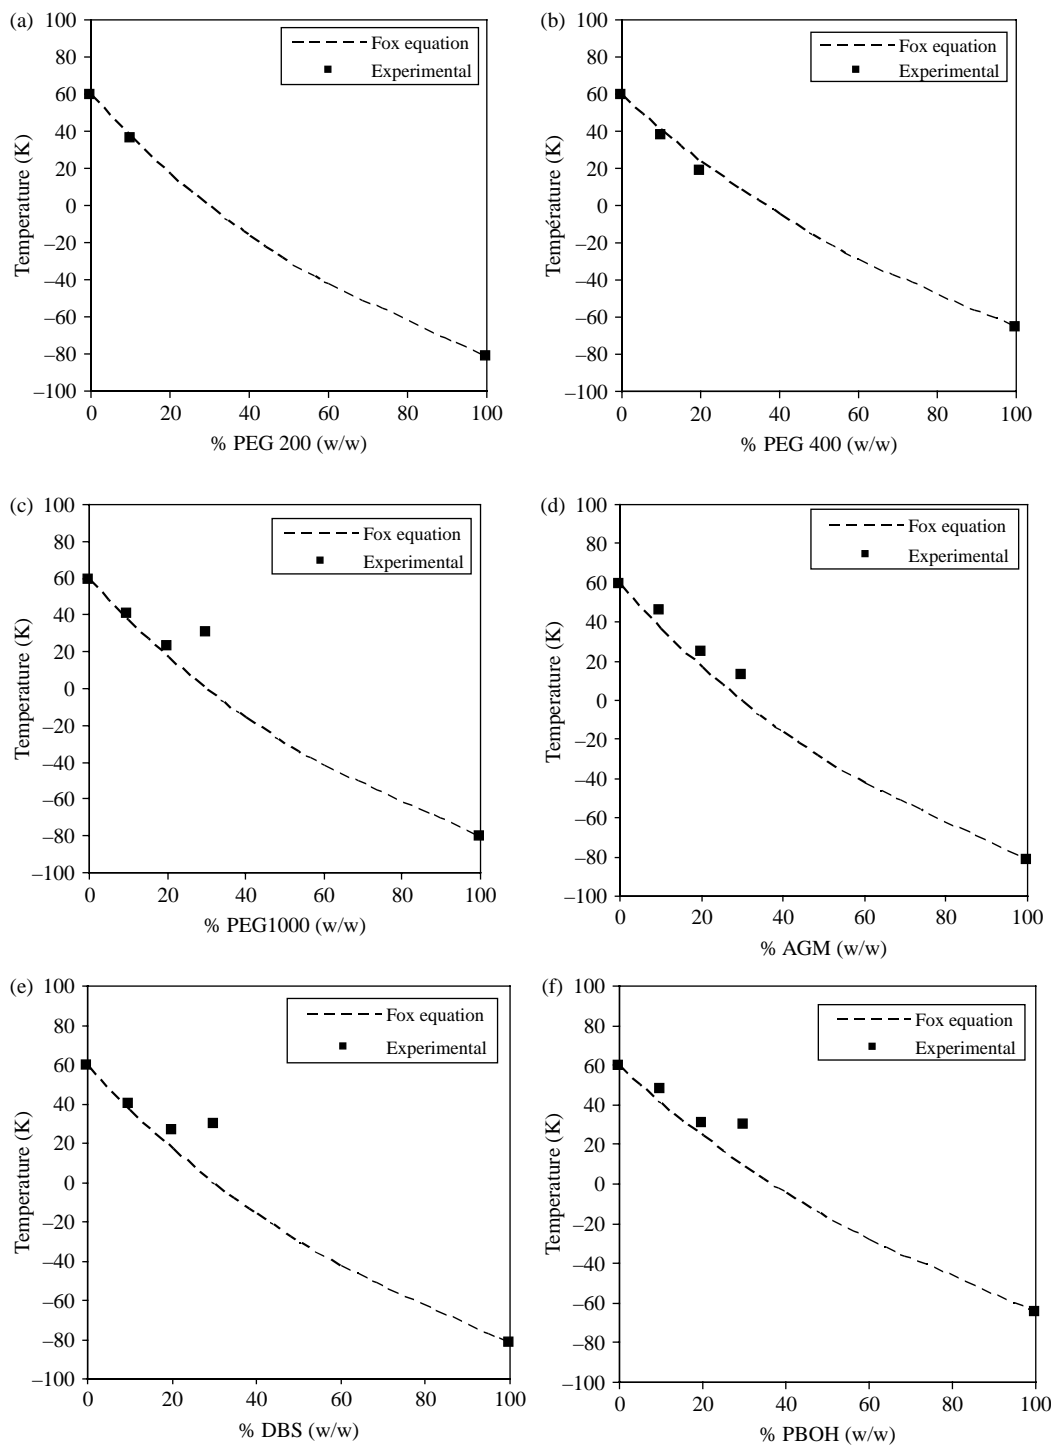 (a)
100
80
60
40
20
0
–20
–40
–60
–80
–100
Temperature (K)
Fox equation
Experimental
0 20 40 60 80 100
% PEG 200 (w/w)
(b)
100
80
60
40
20
0
–20
–40
–60
–80
–100
Température (K)
Fox equation
Experimental
0 20 40 60 80 100
% PEG 400 (w/w)
(c)
100
80
60
40
20
0
–20
–40
–60
–80
–100
Temperature (K)
Fox equation
Experimental
0 20 40 60 80 100
% PEG1000 (w/w)
(d)
100
80
60
40
20
0
–20
–40
–60
–80
–100
Temperature (K)
Fox equation
Experimental
0 20 40 60 80 100
% AGM (w/w)
(e)
100
80
60
40
20
0
–20
–40
–60
–80
–100
Temperature (K)
Fox equation
Experimental
0 20 40 60 80 100
% DBS (w/w)
(f)
100
80
60
40
20
0
–20
–40
–60
–80
–100
Temperature (K)
Fox equation
Experimental
0 20 40 60 80 100
% PBOH (w/w)